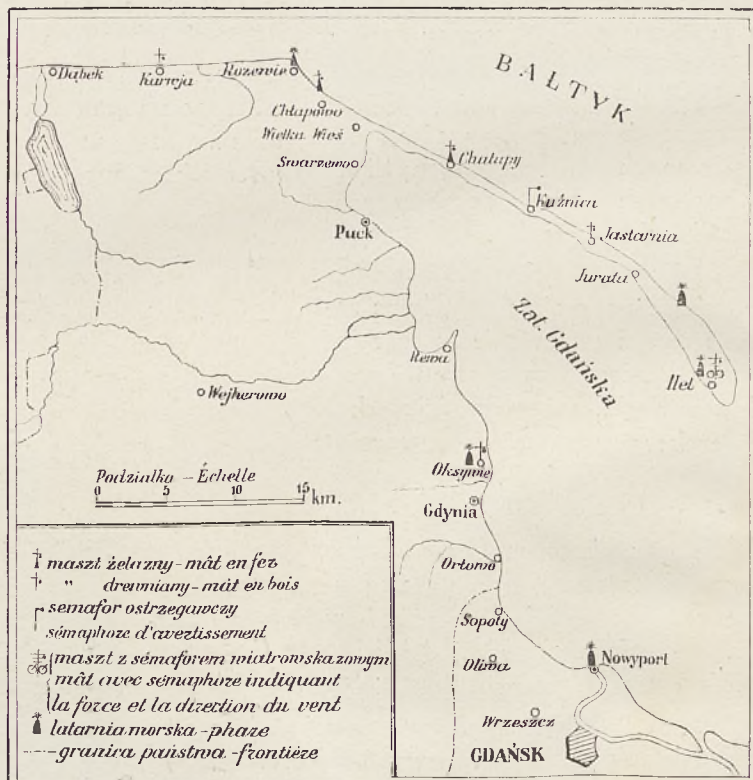 BAŁTYK
Dąbek
Karwja
Rozewie
Chłapowo
Wielka Wieś
Swarzewo
Chałupy
Kuźnica
Puck
Jastarnia
Jurata
Zat. Gdańska
Rewa
Hel
Wejherowo
Oksywie
Podziałka – Échelle
0 5 10 15 km.
Gdynia
Orłowo
Sopoty
Oliwa
Nowyport
Wrzeszcz
GDAŃSK
maszt żelazny - mât en fer
" drewniany - mât en bois
semafor ostrzegawczy
sémaphore d'avertissement
maszt z sémaforem wiatrowskazowym
mât avec sémaphore indiquant
la force et la direction du vent
latarnia morska - phare
granica państwa - frontière